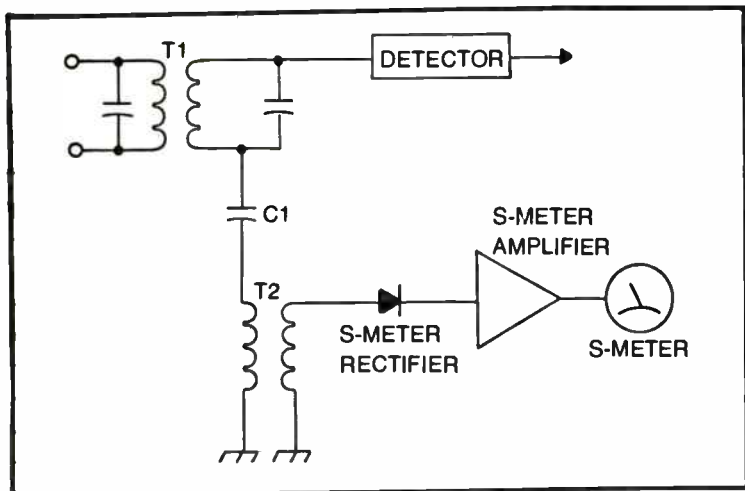 T1
DETECTOR
C1
T2
S-METER
AMPLIFIER
S-METER
RECTIFIER
S-METER